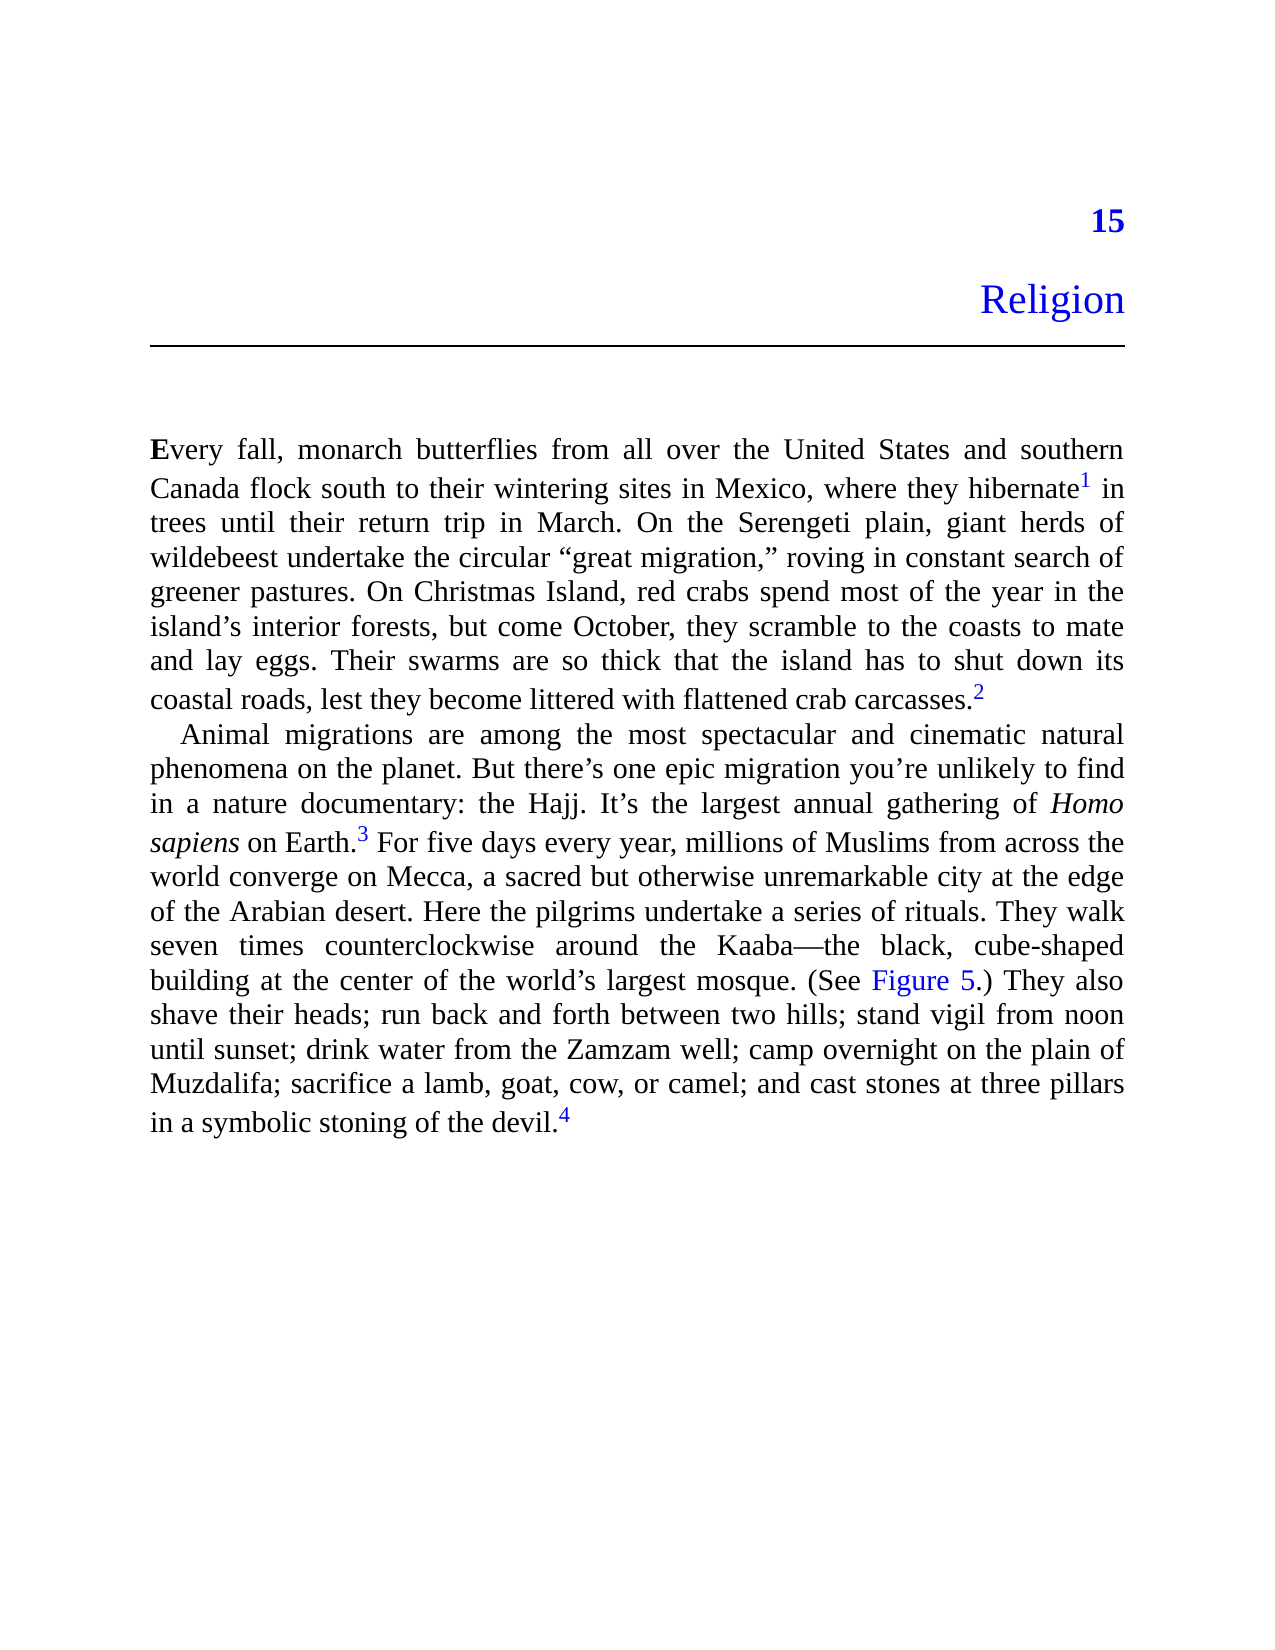 15
Religion
Every fall, monarch butterflies from all over the United States and southern
Canada flock south to their wintering sites in Mexico, where they hibernate1 in
trees until their return trip in March. On the Serengeti plain, giant herds of
wildebeest undertake the circular “great migration,” roving in constant search of
greener pastures. On Christmas Island, red crabs spend most of the year in the
island’s interior forests, but come October, they scramble to the coasts to mate
and lay eggs. Their swarms are so thick that the island has to shut down its
coastal roads, lest they become littered with flattened crab carcasses.2
Animal migrations are among the most spectacular and cinematic natural
phenomena on the planet. But there’s one epic migration you’re unlikely to find
in a nature documentary: the Hajj. It’s the largest annual gathering of Homo
sapiens on Earth.3 For five days every year, millions of Muslims from across the
world converge on Mecca, a sacred but otherwise unremarkable city at the edge
of the Arabian desert. Here the pilgrims undertake a series of rituals. They walk
seven times counterclockwise around the Kaaba—the black, cube-shaped
building at the center of the world’s largest mosque. (See Figure 5.) They also
shave their heads; run back and forth between two hills; stand vigil from noon
until sunset; drink water from the Zamzam well; camp overnight on the plain of
Muzdalifa; sacrifice a lamb, goat, cow, or camel; and cast stones at three pillars
in a symbolic stoning of the devil.4